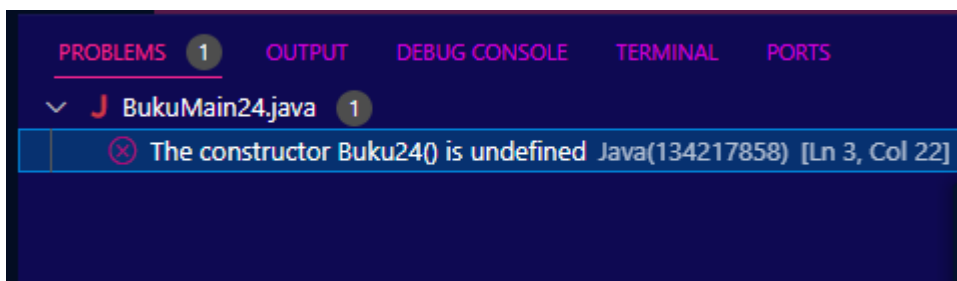 PROBLEMS 1 OUTPUT DEBUG CONSOLE TERMINAL PORTS
J BukuMain24.java 1
The constructor Buku24() is undefined Java(134217858) [Ln 3, Col 22]